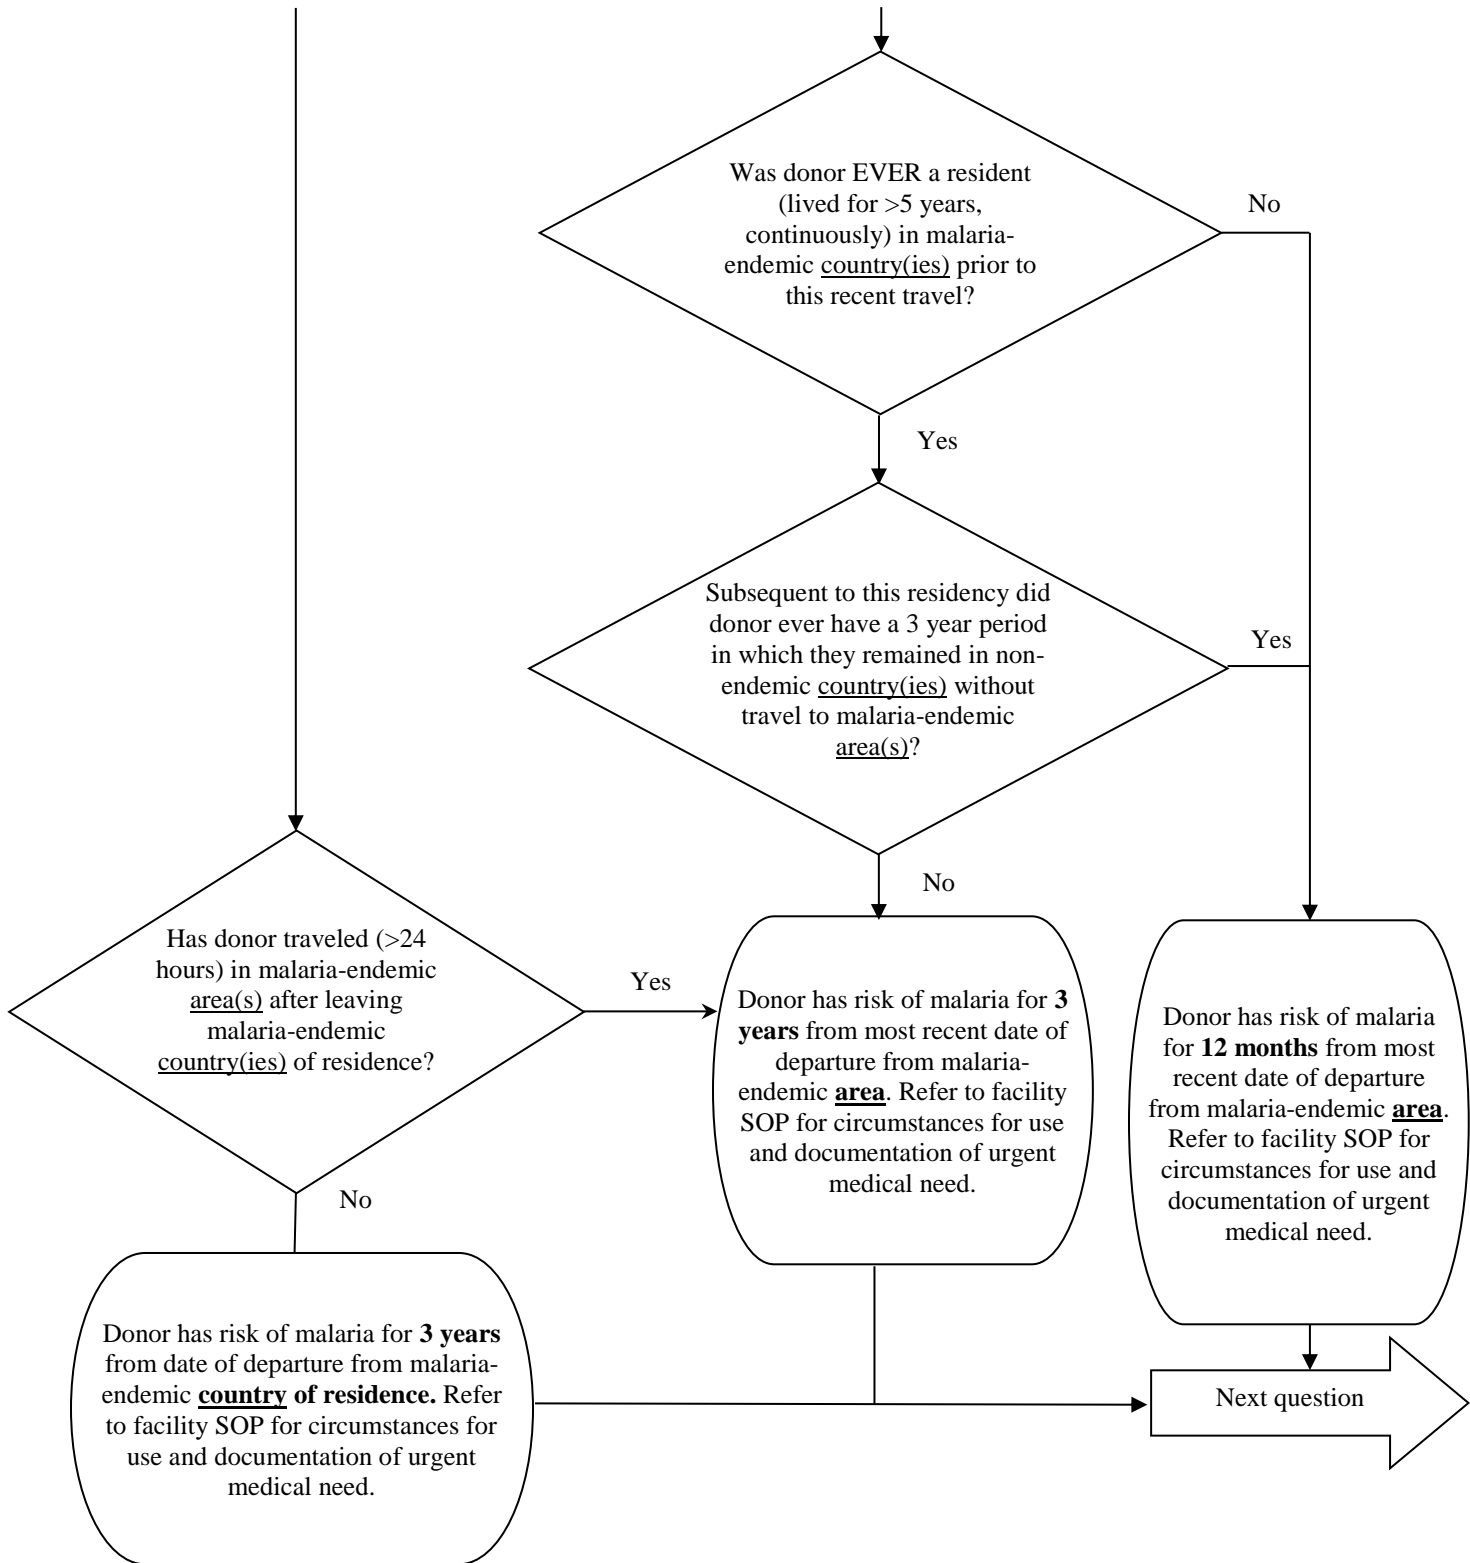 Was donor EVER a resident
(lived for >5 years,
continuously) in malaria-
endemic country(ies) prior to
this recent travel?
No
Yes
Subsequent to this residency did
donor ever have a 3 year period
in which they remained in non-
endemic country(ies) without
travel to malaria-endemic
area(s)?
Yes
No
Has donor traveled (>24
hours) in malaria-endemic
area(s) after leaving
malaria-endemic
country(ies) of residence?
Yes
No
Donor has risk of malaria for 3
years from most recent date of
departure from malaria-
endemic area. Refer to facility
SOP for circumstances for use
and documentation of urgent
medical need.
Donor has risk of malaria
for 12 months from most
recent date of departure
from malaria-endemic area.
Refer to facility SOP for
circumstances for use and
documentation of urgent
medical need.
Donor has risk of malaria for 3 years
from date of departure from malaria-
endemic country of residence. Refer
to facility SOP for circumstances for
use and documentation of urgent
medical need.
Next question